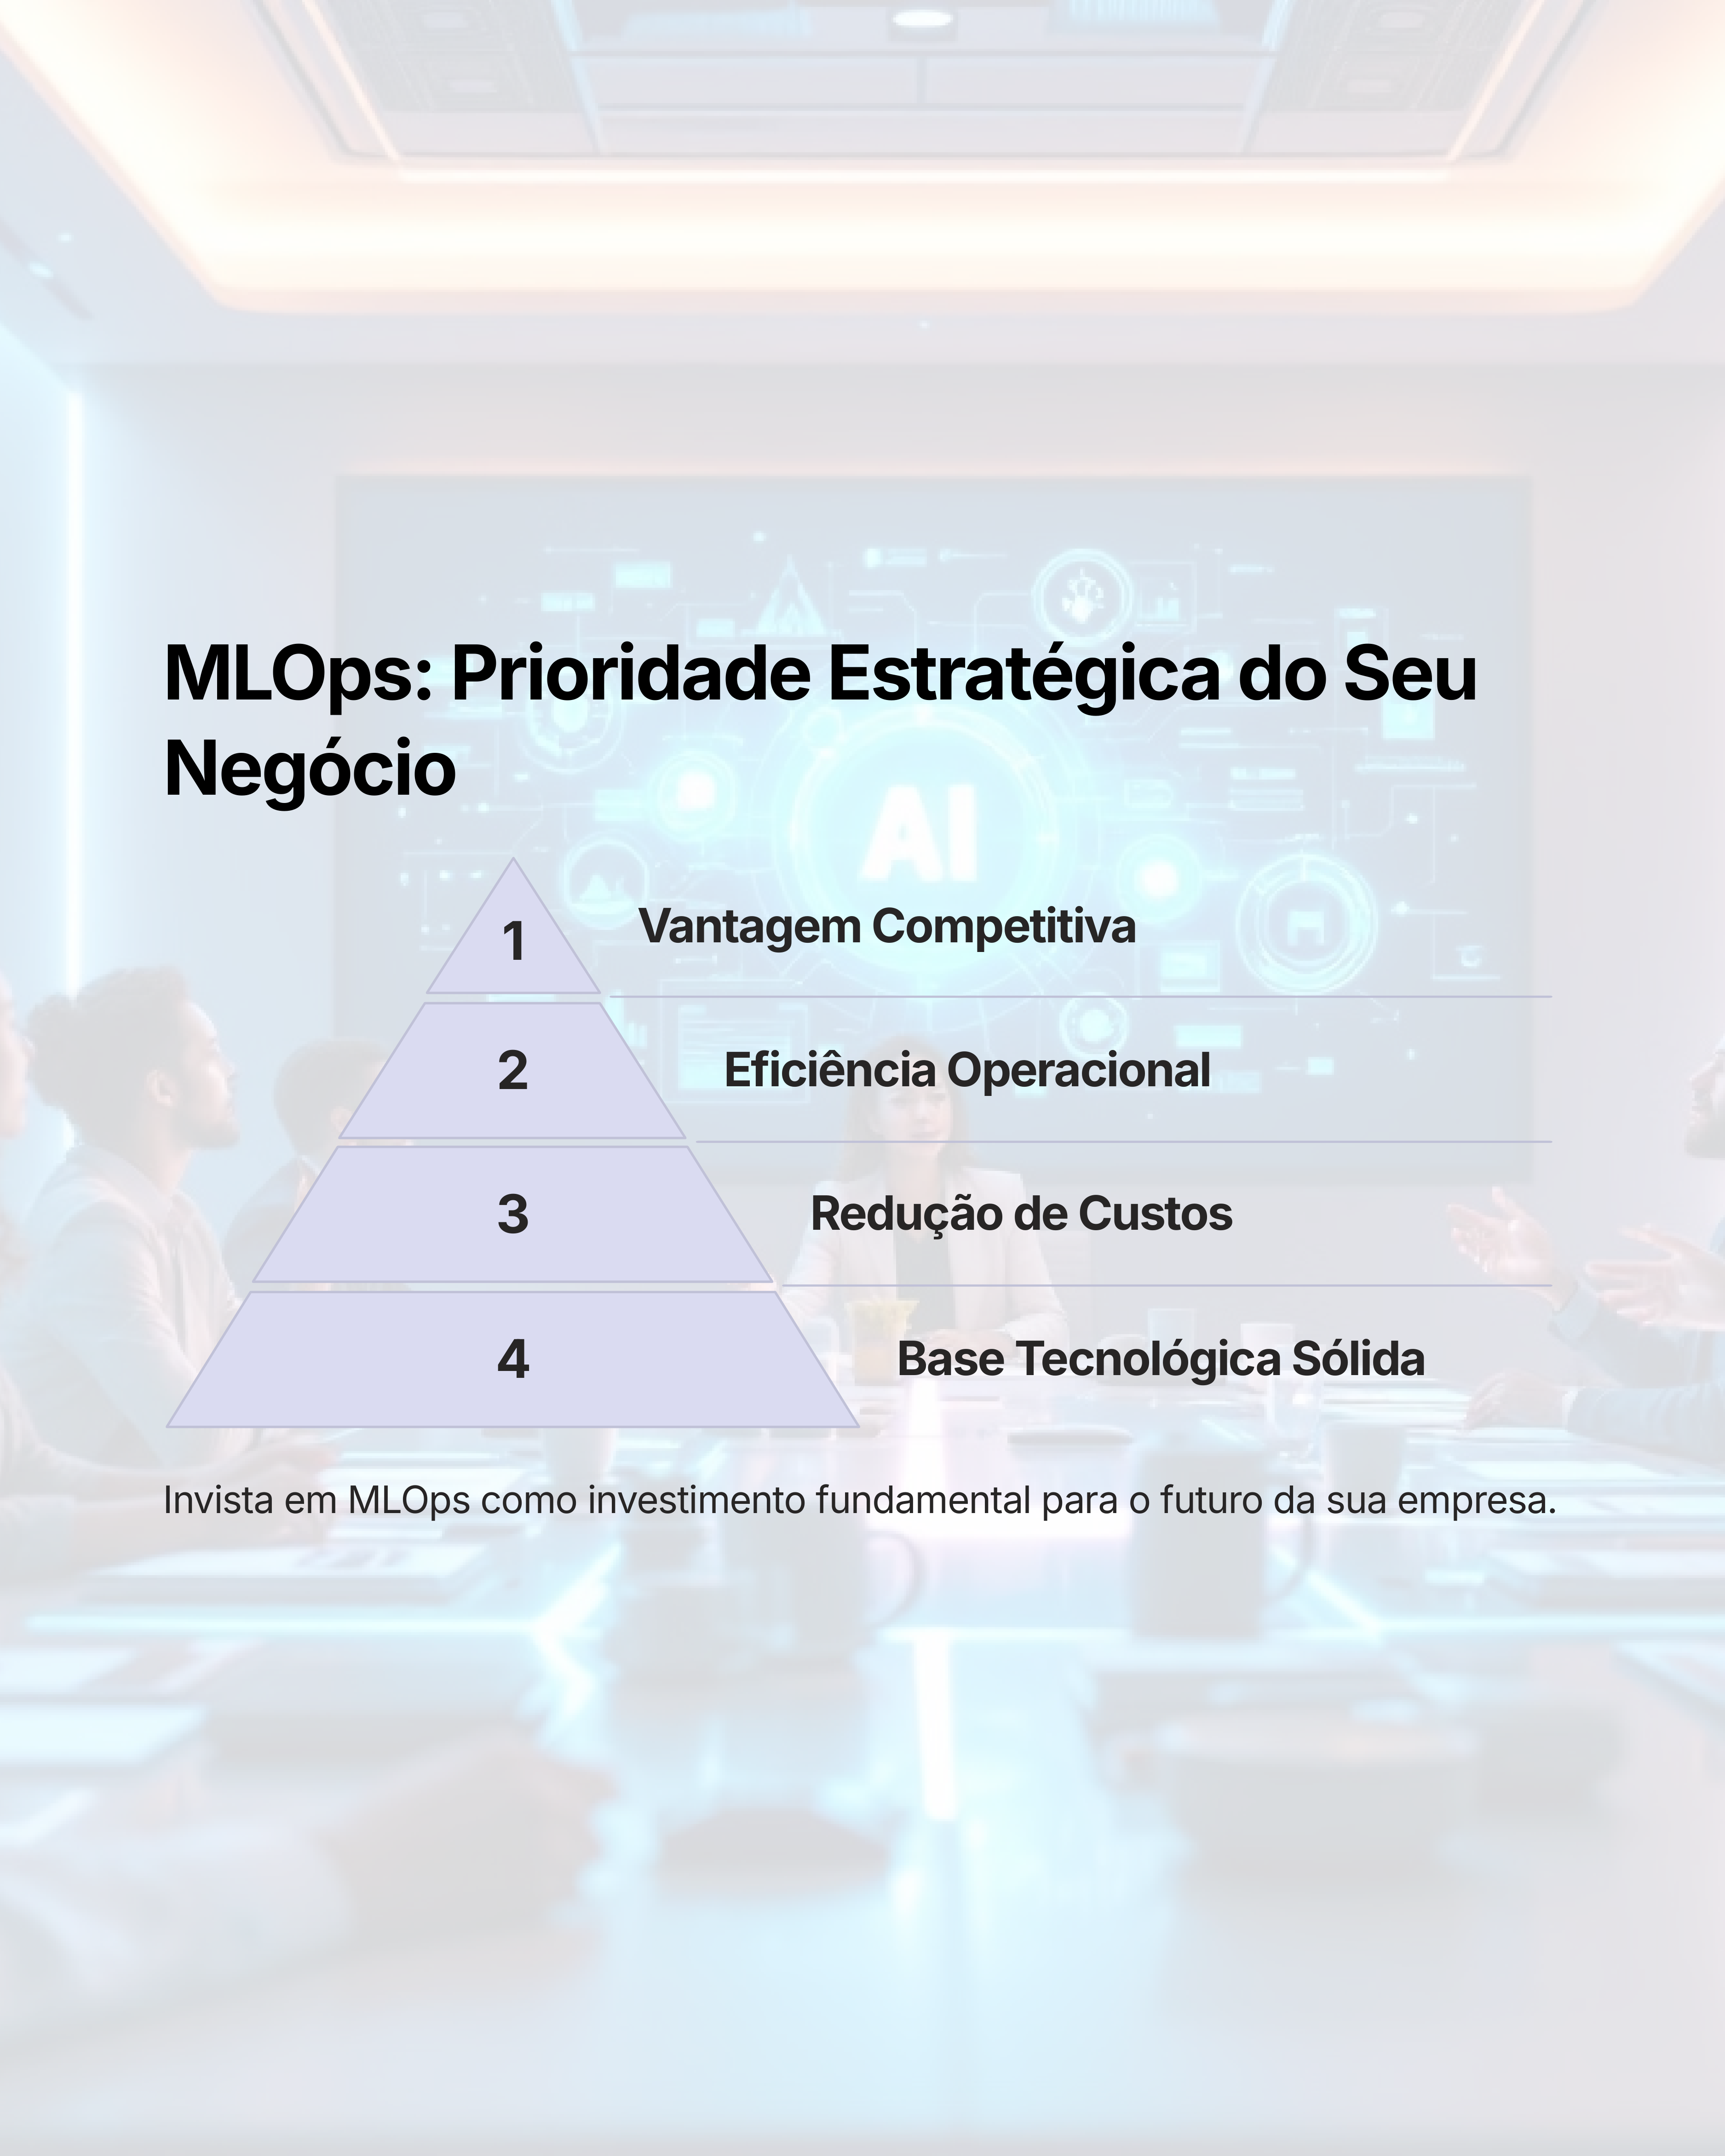 MLOps: Prioridade Estratégica do Seu
Negócio
AI
1
Vantagem Competitiva
2
Eficiência Operacional
3
Redução de Custos
4
Base Tecnológica Sólida
Invista em MLOps como investimento fundamental para o futuro da sua empresa.